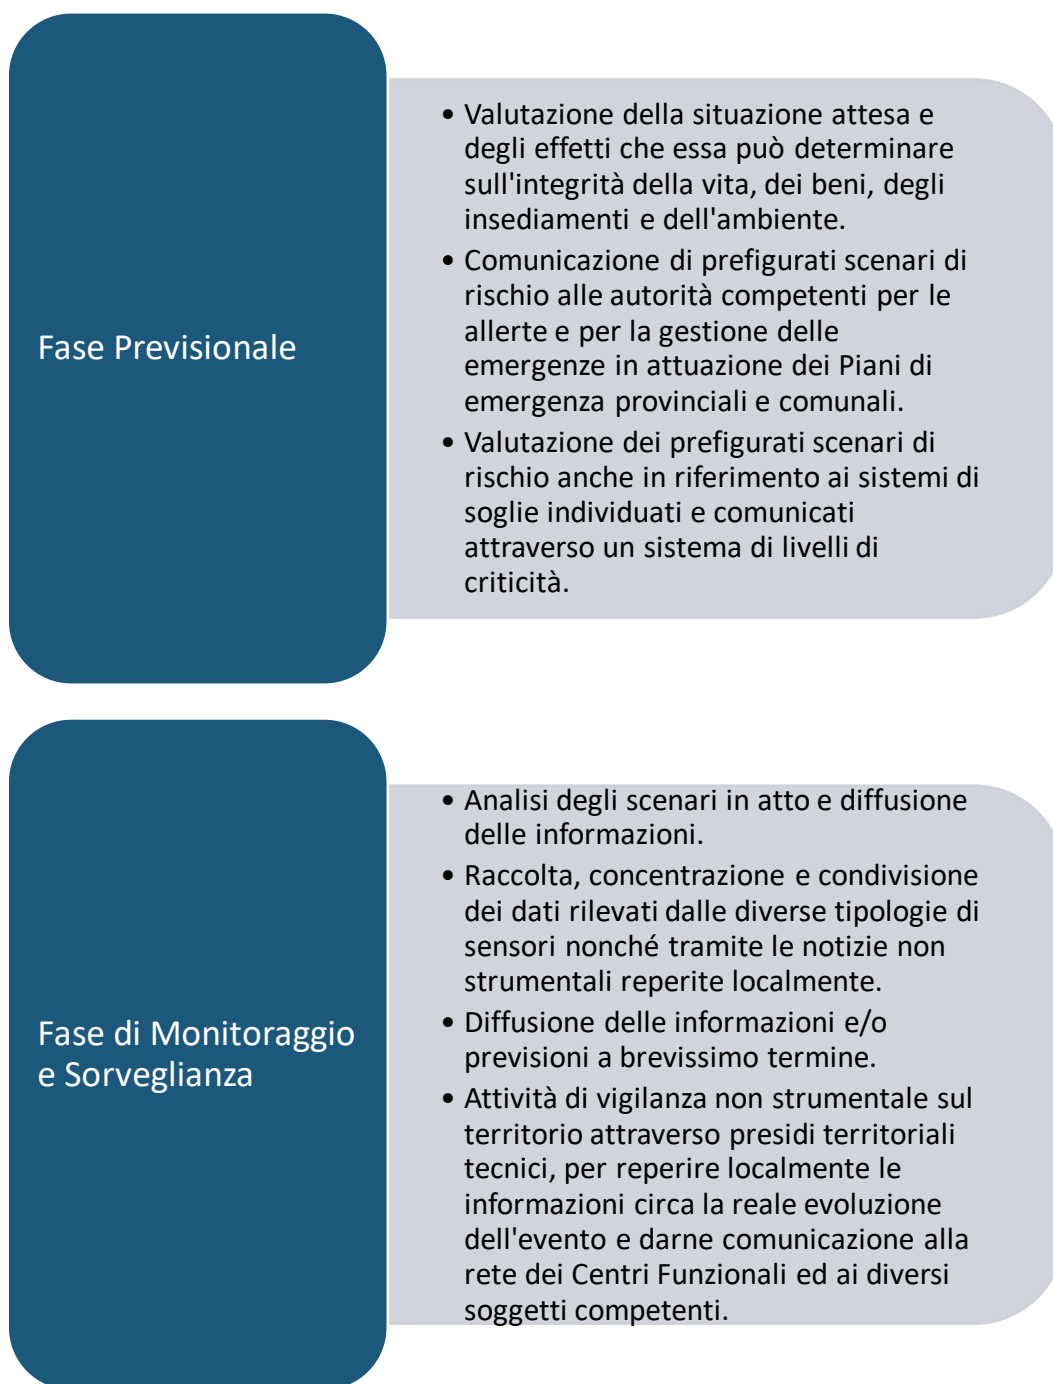 Fase Previsionale
• Valutazione della situazione attesa e
degli effetti che essa può determinare
sull'integrità della vita, dei beni, degli
insediamenti e dell'ambiente.
• Comunicazione di prefigurati scenari di
rischio alle autorità competenti per le
allerte e per la gestione delle
emergenze in attuazione dei Piani di
emergenza provinciali e comunali.
• Valutazione dei prefigurati scenari di
rischio anche in riferimento ai sistemi di
soglie individuati e comunicati
attraverso un sistema di livelli di
criticità.
Fase di Monitoraggio
e Sorveglianza
• Analisi degli scenari in atto e diffusione
delle informazioni.
• Raccolta, concentrazione e condivisione
dei dati rilevati dalle diverse tipologie di
sensori nonché tramite le notizie non
strumentali reperite localmente.
• Diffusione delle informazioni e/o
previsioni a brevissimo termine.
• Attività di vigilanza non strumentale sul
territorio attraverso presidi territoriali
tecnici, per reperire localmente le
informazioni circa la reale evoluzione
dell'evento e darne comunicazione alla
rete dei Centri Funzionali ed ai diversi
soggetti competenti.